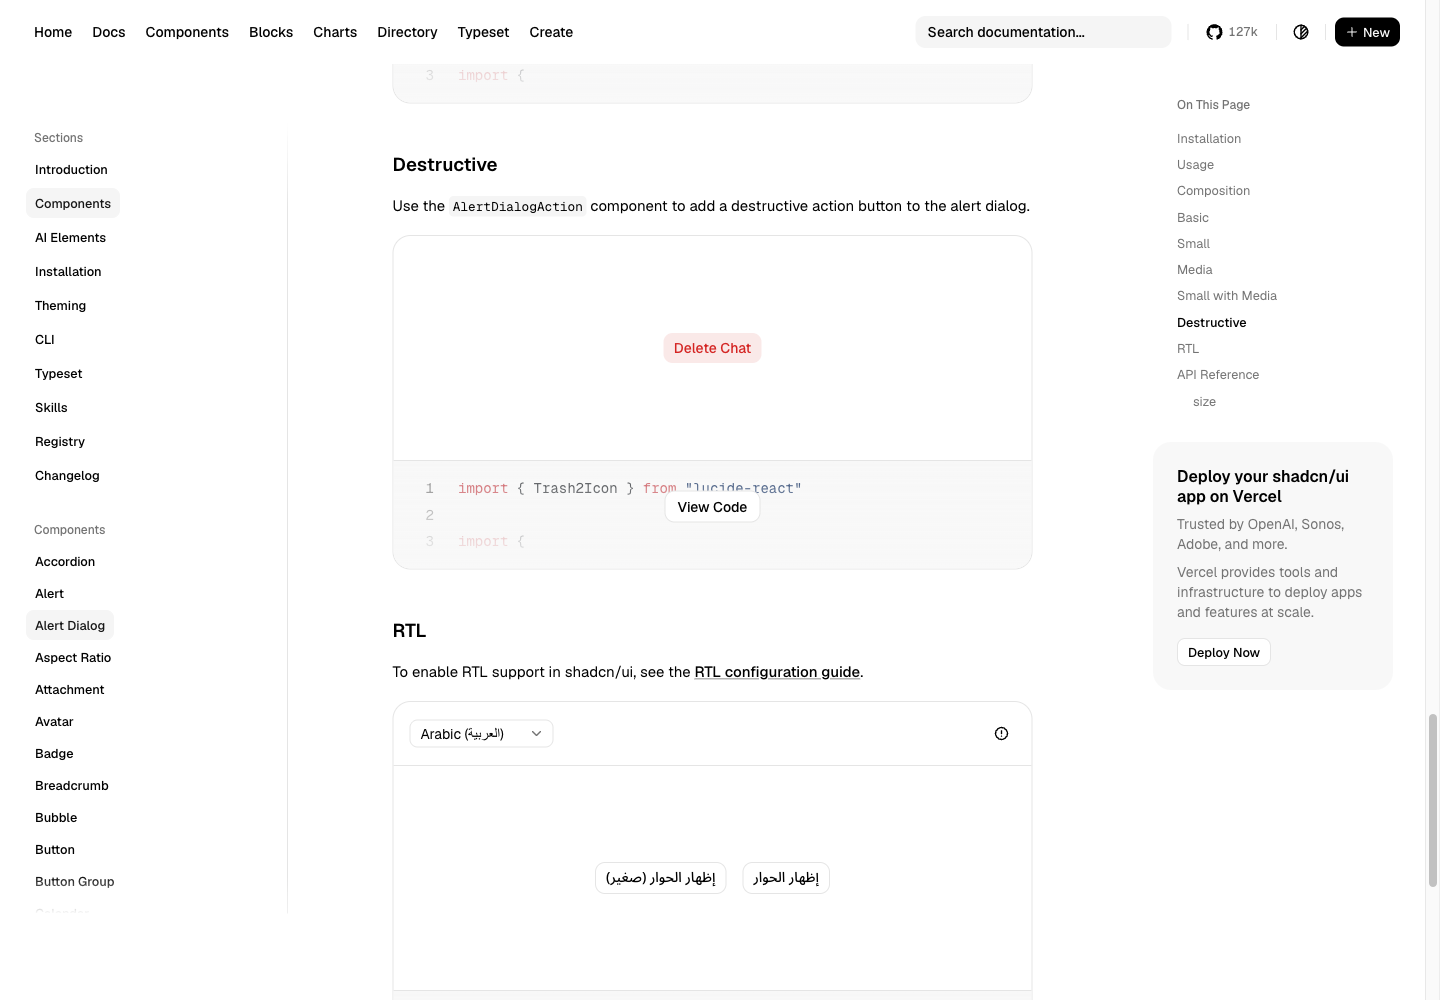 Home Docs Components Blocks Charts Directory Typeset Create
Search documentation...
127k
New
Sections
Introduction
Components
AI Elements
Installation
Theming
CLI
Typeset
Skills
Registry
Changelog
Components
Accordion
Alert
Alert Dialog
Aspect Ratio
Attachment
Avatar
Badge
Breadcrumb
Bubble
Button
Button Group
Calendar
3 import {
Destructive
Use the AlertDialogAction component to add a destructive action button to the alert dialog.
Delete Chat
1 import { Trash2Icon } from "lucide-react"
2
View Code
3 import {
RTL
To enable RTL support in shadcn/ui, see the RTL configuration guide.
Arabic (العربية)
إظهار الحوار (صغير)
إظهار الحوار
On This Page
Installation
Usage
Composition
Basic
Small
Media
Small with Media
Destructive
RTL
API Reference
size
Deploy your shadcn/ui
app on Vercel
Trusted by OpenAI, Sonos,
Adobe, and more.
Vercel provides tools and
infrastructure to deploy apps
and features at scale.
Deploy Now